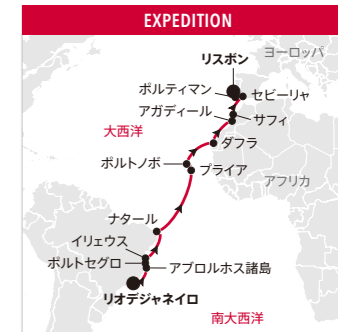 EXPEDITION
ヨーロッパ
リスボン
ポルティマン
セビーリャ
アガディール
サフィ
大西洋
ダフラ
ポルトノボ
プライア
アフリカ
ナタール
イリェウス
ポルトセグロ
アブロルホス諸島
リオデジャネイロ
南大西洋